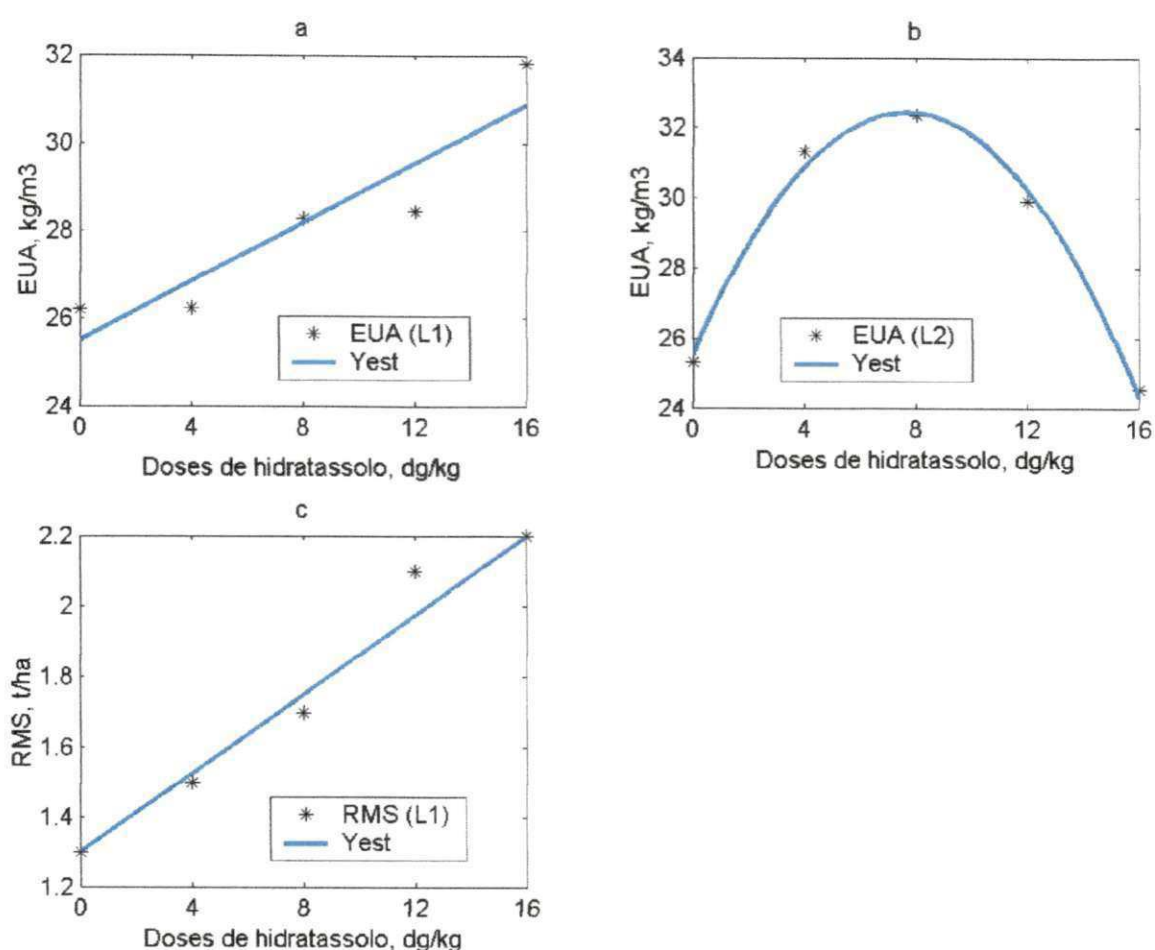 a
32
30
28
26
24
EUA, kg/m3
* EUA (L1)
Yest
0 4 8 12 16
Doses de hidratassolo, dg/kg
b
34
32
30
28
26
24
EUA, kg/m3
* EUA (L2)
Yest
0 4 8 12 16
Doses de hidratassolo, dg/kg
c
2.2
2
1.8
1.6
1.4
1.2
RMS, t/ha
* RMS (L1)
Yest
0 4 8 12 16
Doses de hidratassolo, dg/kg